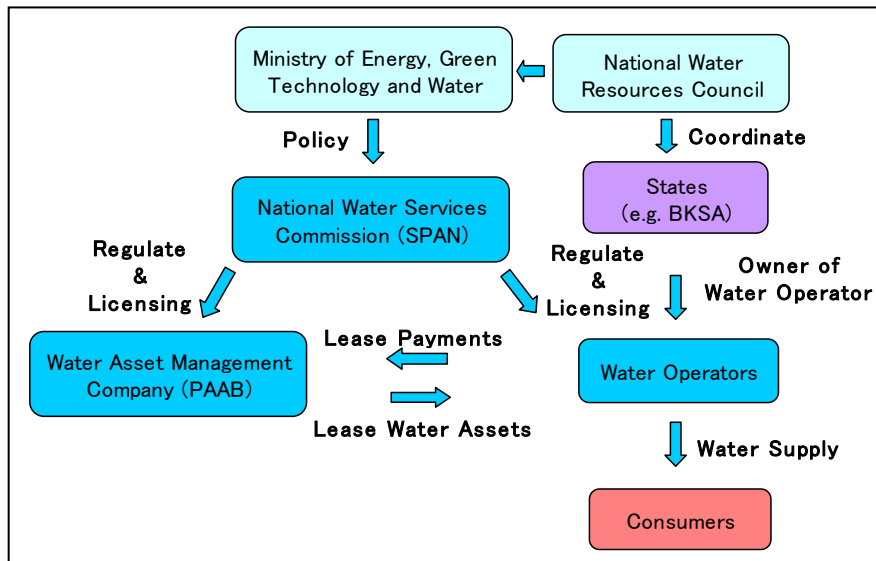 Ministry of Energy, Green
Technology and Water
National Water
Resources Council
Policy
Coordinate
States
(e.g. BKSA)
National Water Services
Commission (SPAN)
Regulate
&
Licensing
Regulate
&
Licensing
Owner of
Water Operator
Water Asset Management
Company (PAAB)
Lease Payments
Lease Water Assets
Water Operators
Water Supply
Consumers